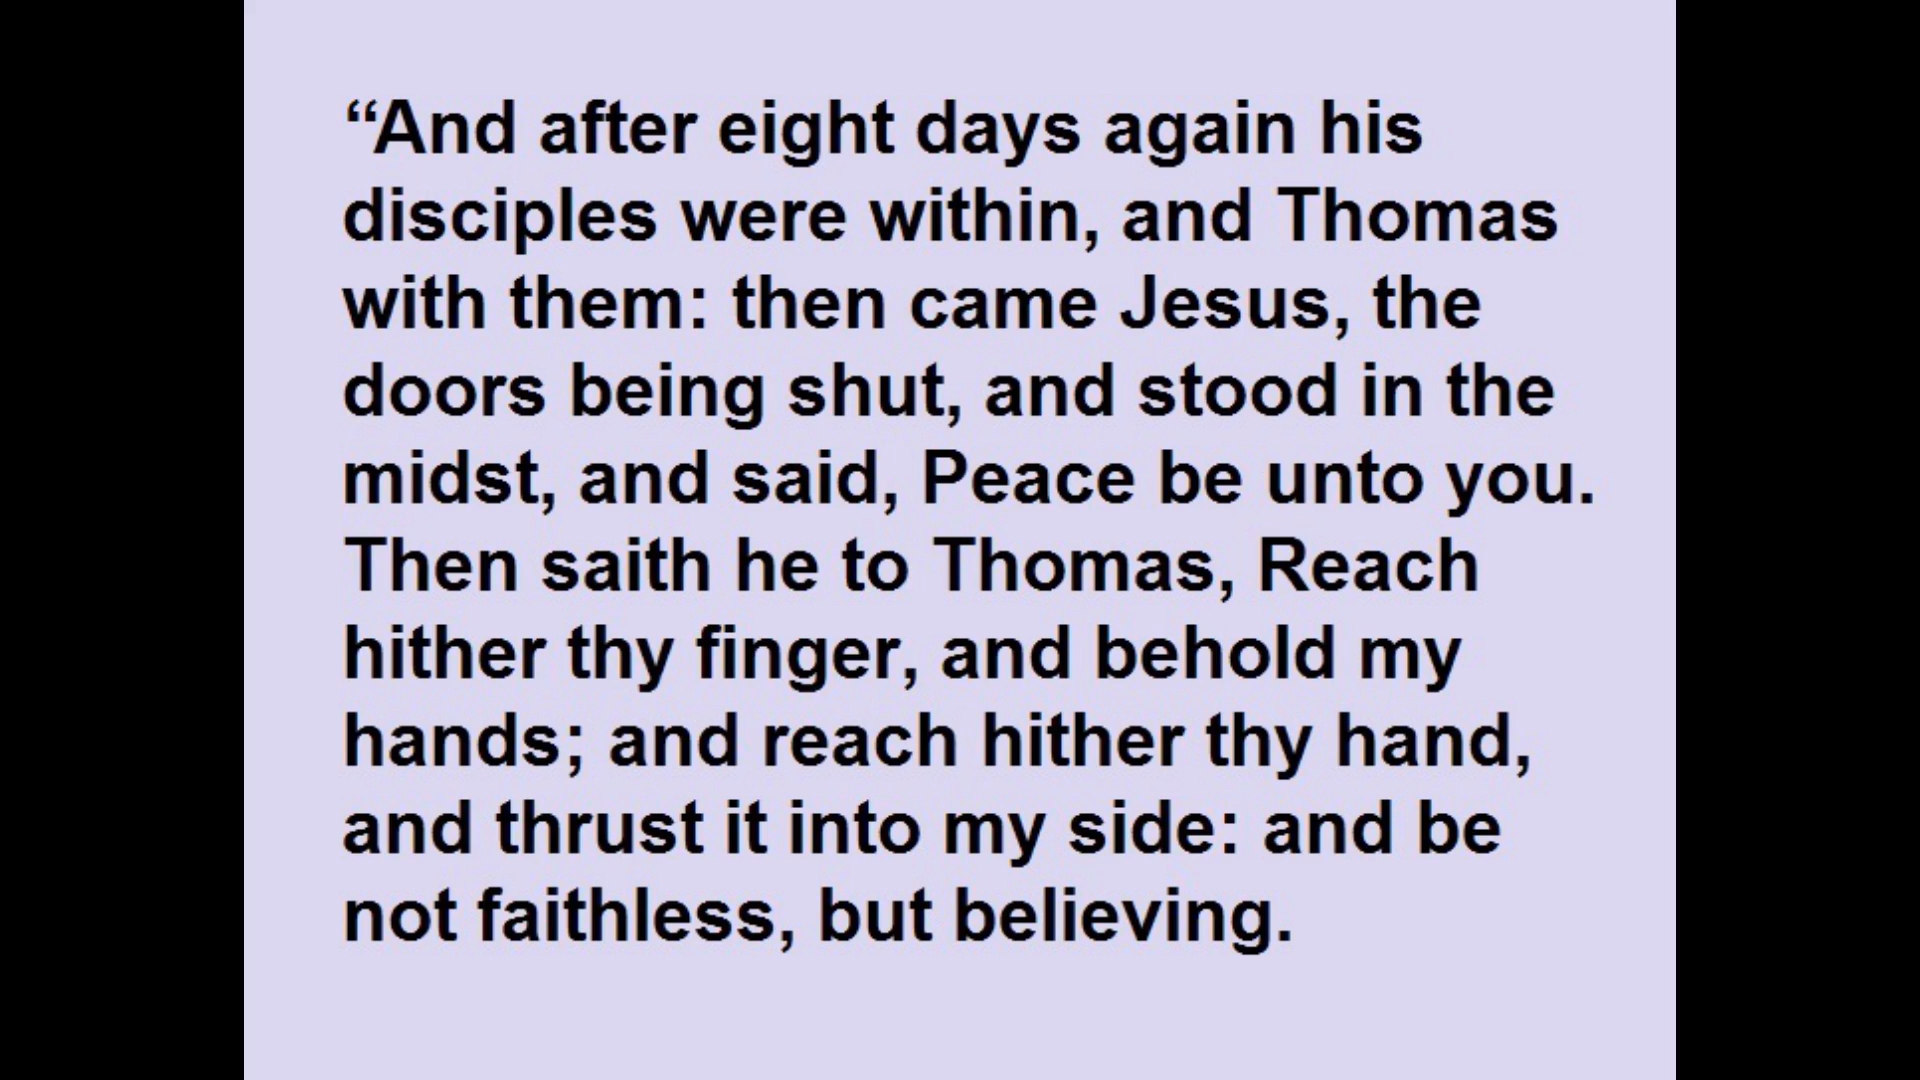 “And after eight days again his
disciples were within, and Thomas
with them: then came Jesus, the
doors being shut, and stood in the
midst, and said, Peace be unto you.
Then saith he to Thomas, Reach
hither thy finger, and behold my
hands; and reach hither thy hand,
and thrust it into my side: and be
not faithless, but believing.